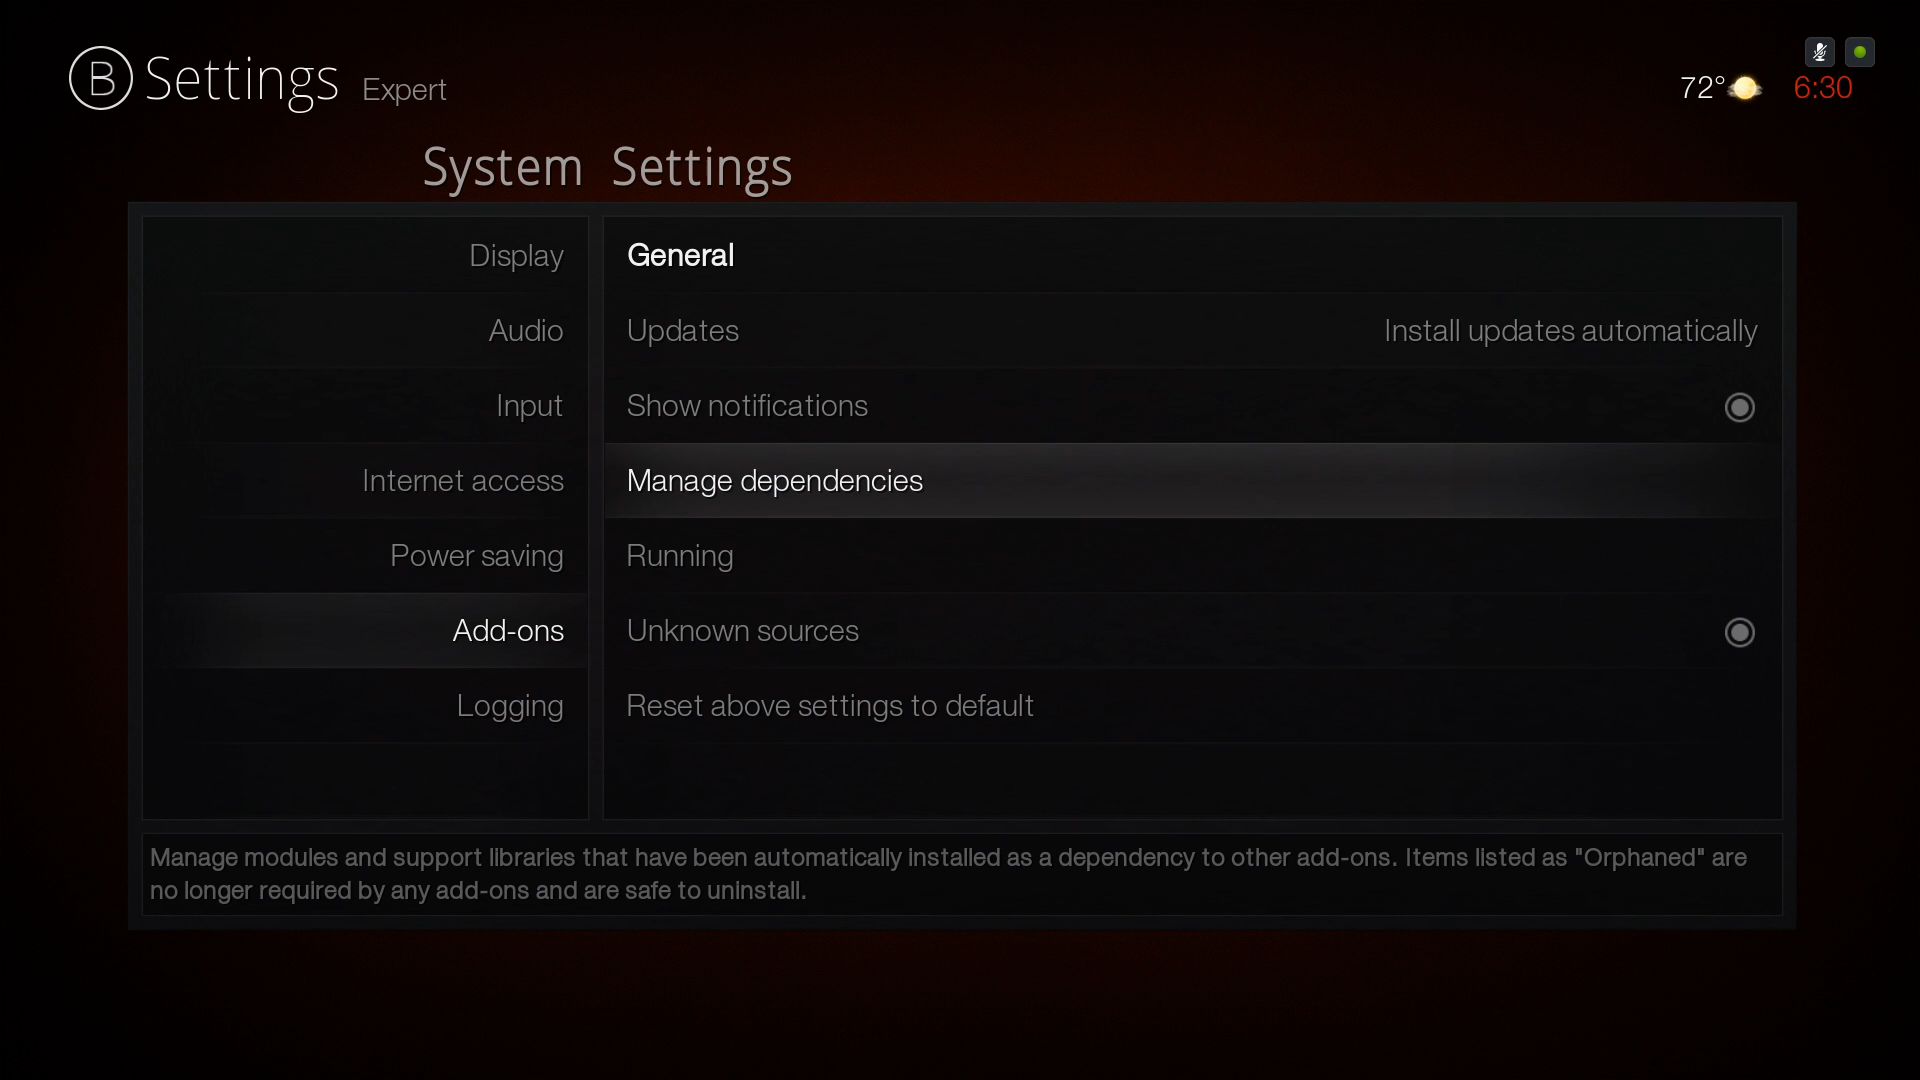 B Settings Expert
72° 6:30
System Settings
Display
Audio
Input
Internet access
Power saving
Add-ons
Logging
General
Updates Install updates automatically
Show notifications
Manage dependencies
Running
Unknown sources
Reset above settings to default
Manage modules and support libraries that have been automatically installed as a dependency to other add-ons. Items listed as "Orphaned" are
no longer required by any add-ons and are safe to uninstall.